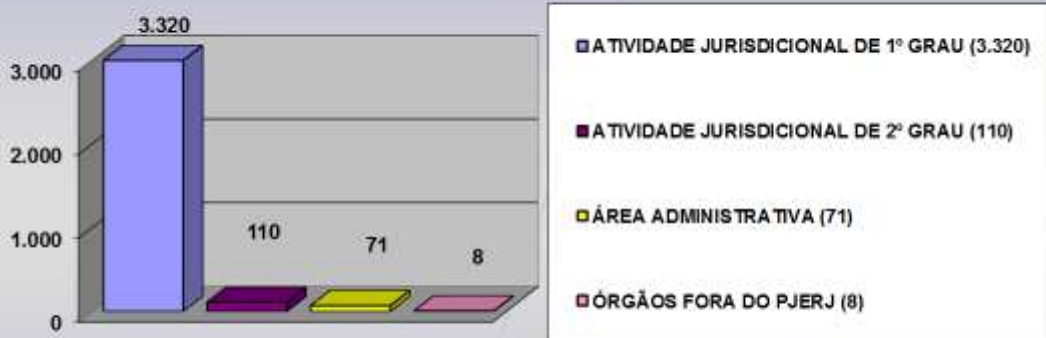 3.320
3.000
2.000
1.000
0
110
71
8
ATIVIDADE JURISDICIONAL DE 1º GRAU (3.320)
ATIVIDADE JURISDICIONAL DE 2º GRAU (110)
ÁREA ADMINISTRATIVA (71)
ÓRGÃOS FORA DO PJERJ (8)